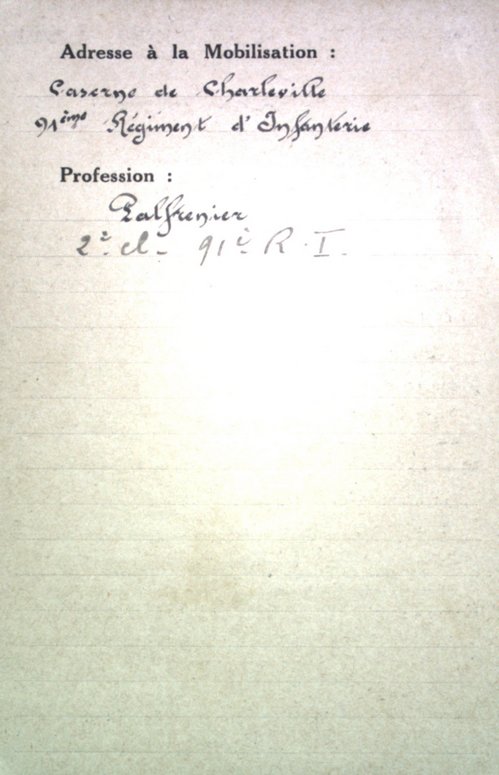 Adresse à la Mobilisation :
Caserne de Charleville
91ème Régiment d'Infanterie
Profession :
Palfrenier
2e cl. 91e R. I.